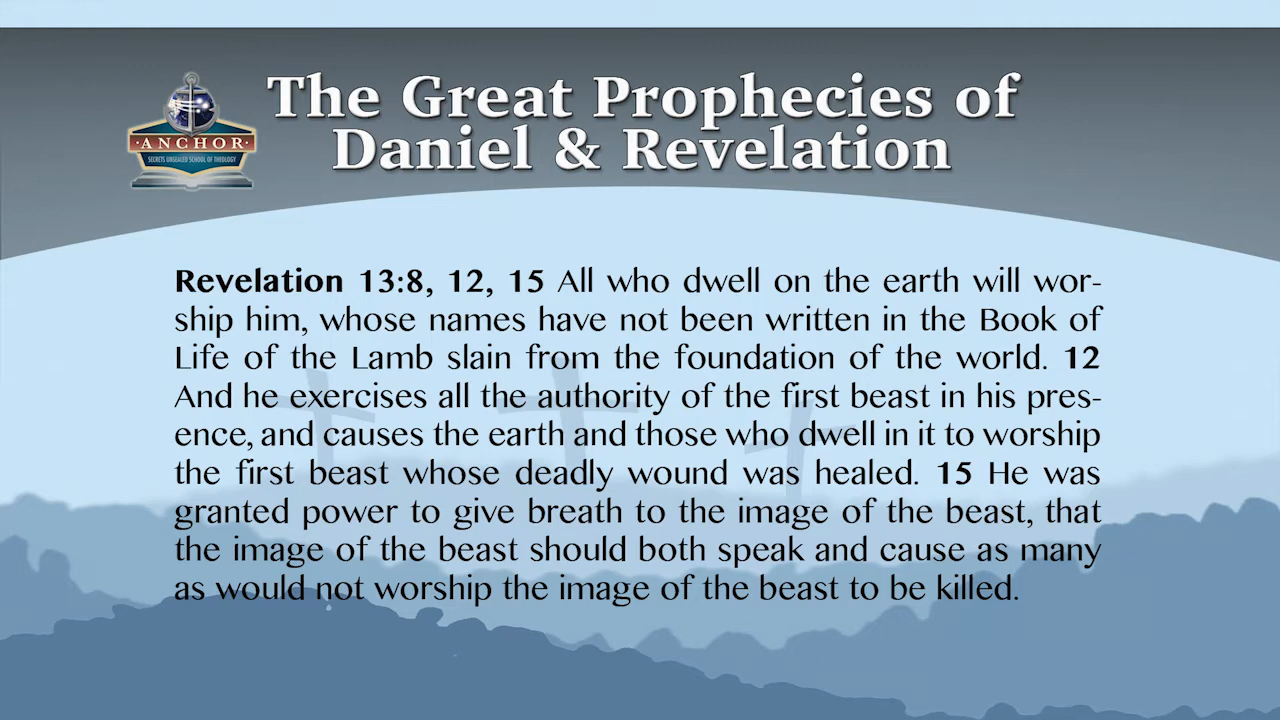 The Great Prophecies of
Daniel & Revelation
·ANCHOR·
SECRETS UNSEALED SCHOOL OF THEOLOGY
Revelation 13:8, 12, 15 All who dwell on the earth will wor-
ship him, whose names have not been written in the Book of
Life of the Lamb slain from the foundation of the world. 12
And he exercises all the authority of the first beast in his pres-
ence, and causes the earth and those who dwell in it to worship
the first beast whose deadly wound was healed. 15 He was
granted power to give breath to the image of the beast, that
the image of the beast should both speak and cause as many
as would not worship the image of the beast to be killed.